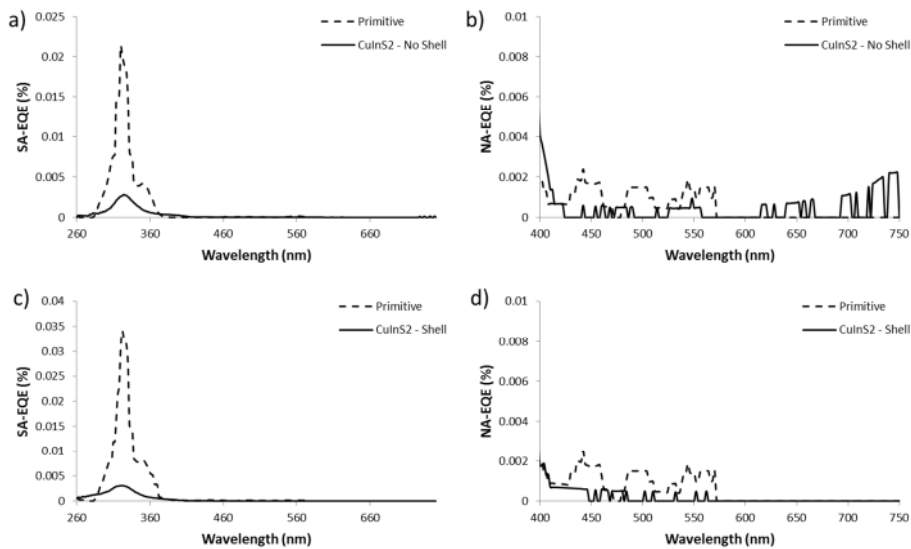 a)
0.025
0.02
0.015
0.01
0.005
0
SA-EQE (%)
260 360 460 560 660
Wavelength (nm)
Primitive
CuInS2 - No Shell
b)
0.01
0.008
0.006
0.004
0.002
0
NA-EQE (%)
400 450 500 550 600 650 700 750
Wavelength (nm)
Primitive
CuInS2 - No Shell
c)
0.04
0.035
0.03
0.025
0.02
0.015
0.01
0.005
0
SA-EQE (%)
260 360 460 560 660
Wavelength (nm)
Primitive
CuInS2 - Shell
d)
0.01
0.008
0.006
0.004
0.002
0
NA-EQE (%)
400 450 500 550 600 650 700 750
Wavelength (nm)
Primitive
CuInS2 - Shell